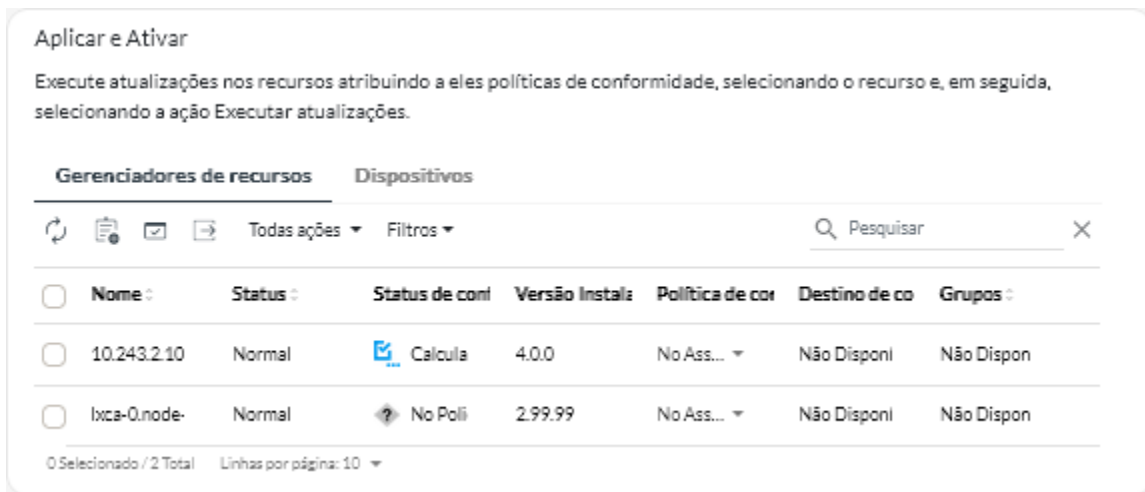 Aplicar e Ativar
Execute atualizações nos recursos atribuindo a eles políticas de conformidade, selecionando o recurso e, em seguida,
selecionando a ação Executar atualizações.
Gerenciadores de recursos Dispositivos
Todas ações Filtros Pesquisar
Nome Status Status de conf Versão Instala Política de cor Destino de co Grupos
10.243.2.10 Normal Calcula 4.0.0 No Ass... Não Disponi Não Dispon
lxca-0.node- Normal No Poli 2.99.99 No Ass... Não Disponi Não Dispon
0 Selecionado / 2 Total Linhas por página: 10